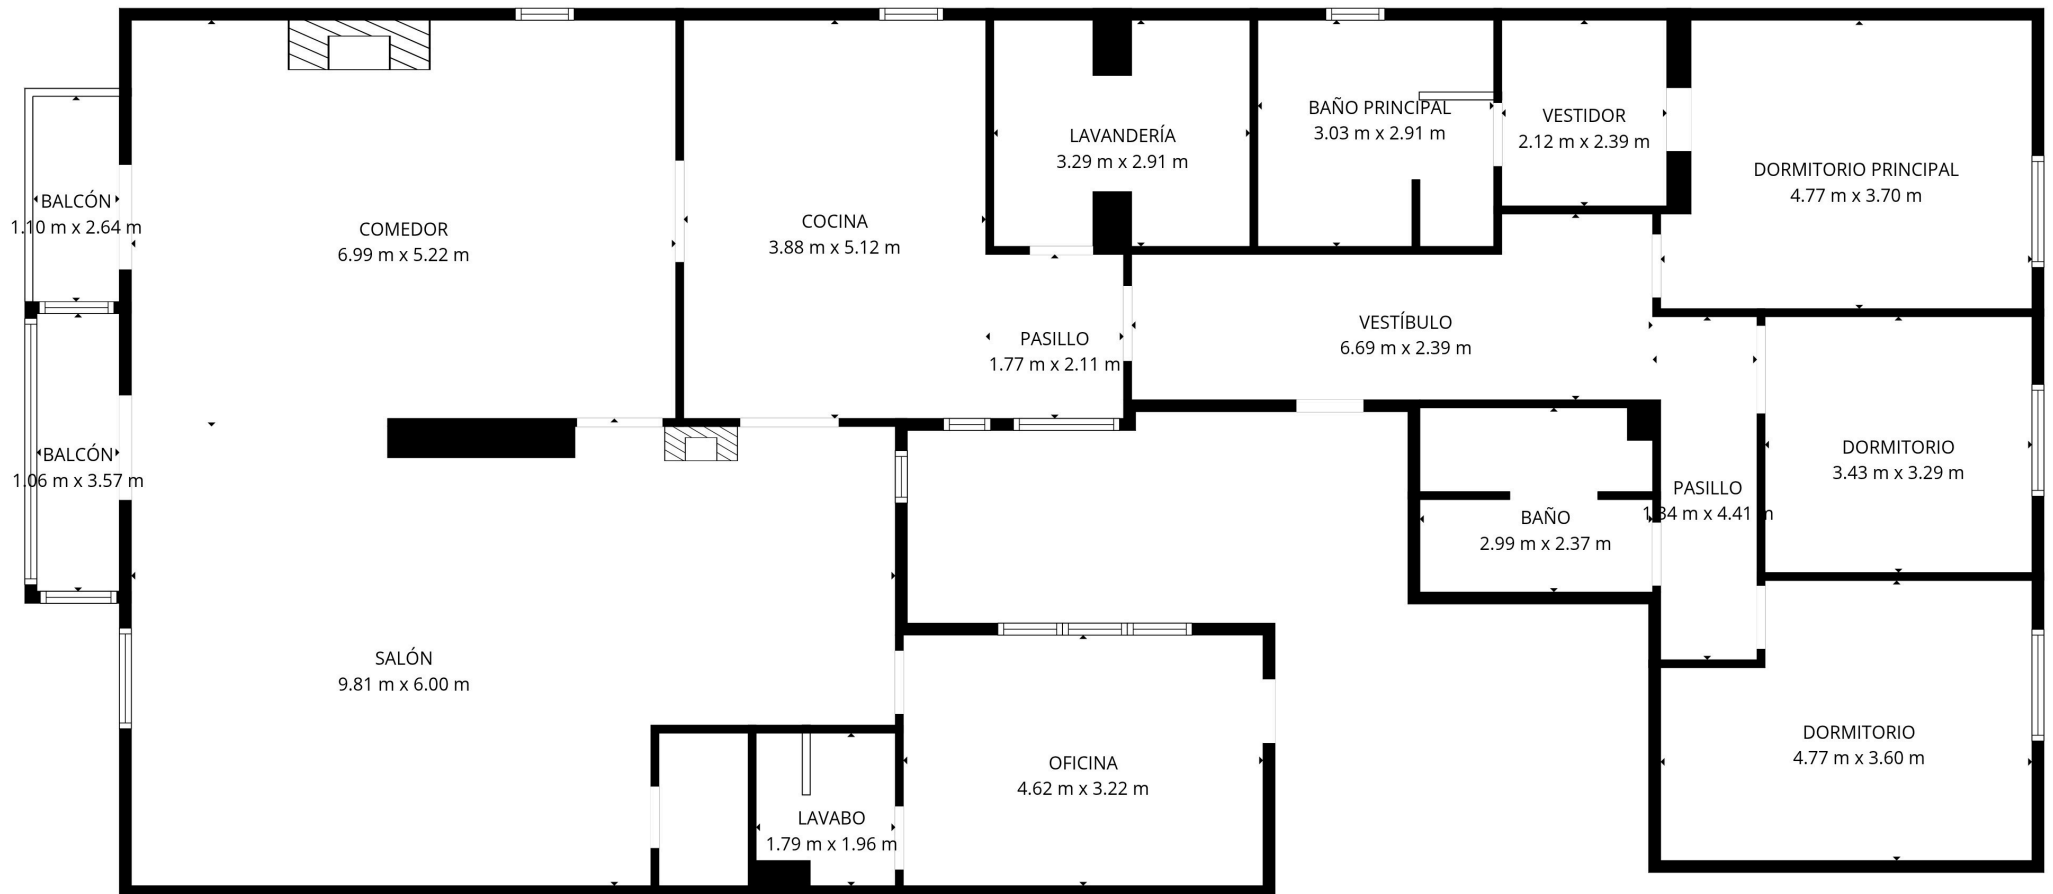 BAÑO PRINCIPAL
3.03 m x 2.91 m
VESTIDOR
2.12 m x 2.39 m
LAVANDERÍA
3.29 m x 2.91 m
DORMITORIO PRINCIPAL
4.77 m x 3.70 m
BALCÓN
1.10 m x 2.64 m
COMEDOR
6.99 m x 5.22 m
COCINA
3.88 m x 5.12 m
PASILLO
1.77 m x 2.11 m
VESTÍBULO
6.69 m x 2.39 m
BALCÓN
1.06 m x 3.57 m
DORMITORIO
3.43 m x 3.29 m
PASILLO
1.34 m x 4.41 m
BAÑO
2.99 m x 2.37 m
SALÓN
9.81 m x 6.00 m
DORMITORIO
4.77 m x 3.60 m
OFICINA
4.62 m x 3.22 m
LAVABO
1.79 m x 1.96 m